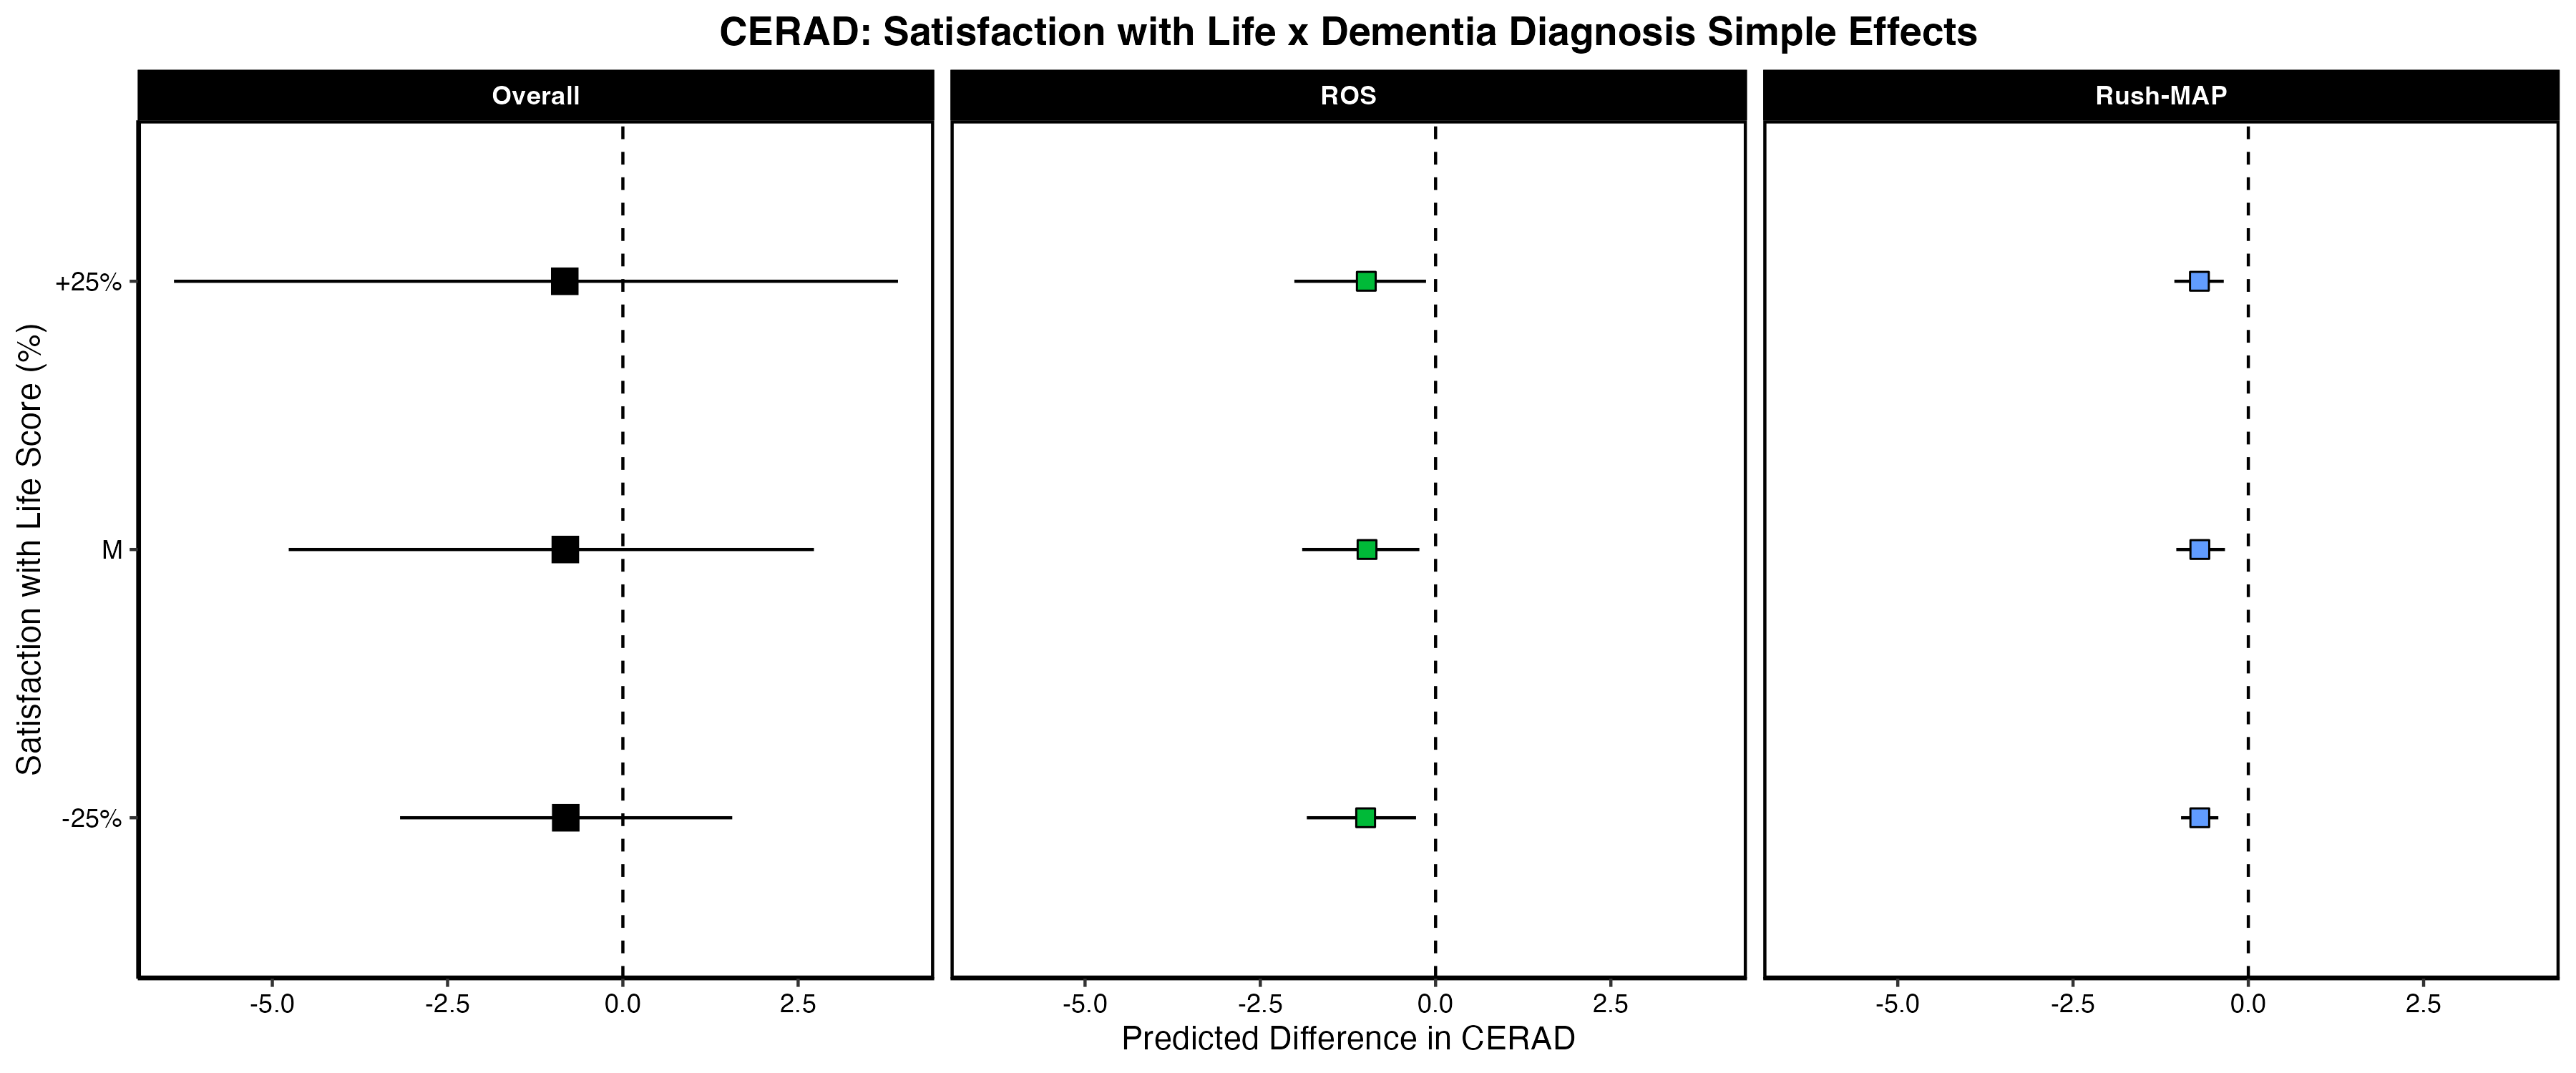 CERAD: Satisfaction with Life x Dementia Diagnosis Simple Effects
Overall
ROS
Rush-MAP
Satisfaction with Life Score (%)
+25%
M
-25%
-5.0 -2.5 0.0 2.5
-5.0 -2.5 0.0 2.5
-5.0 -2.5 0.0 2.5
Predicted Difference in CERAD